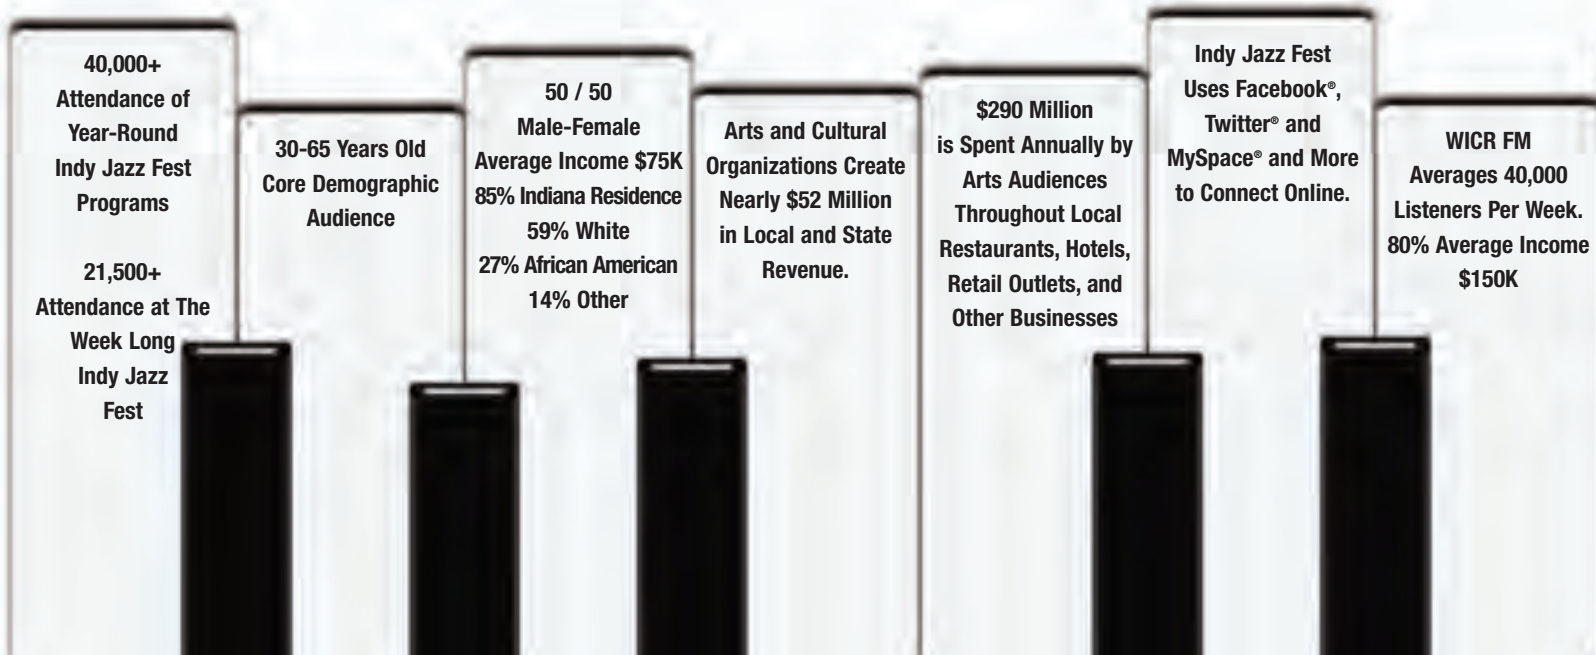 40,000+
Attendance of
Year-Round
Indy Jazz Fest
Programs
21,500+
Attendance at The
Week Long
Indy Jazz
Fest
30-65 Years Old
Core Demographic
Audience
50 / 50
Male-Female
Average Income $75K
85% Indiana Residence
59% White
27% African American
14% Other
Arts and Cultural
Organizations Create
Nearly $52 Million
in Local and State
Revenue.
$290 Million
is Spent Annually by
Arts Audiences
Throughout Local
Restaurants, Hotels,
Retail Outlets, and
Other Businesses
Indy Jazz Fest
Uses Facebook®,
Twitter® and
MySpace® and More
to Connect Online.
WICR FM
Averages 40,000
Listeners Per Week.
80% Average Income
$150K